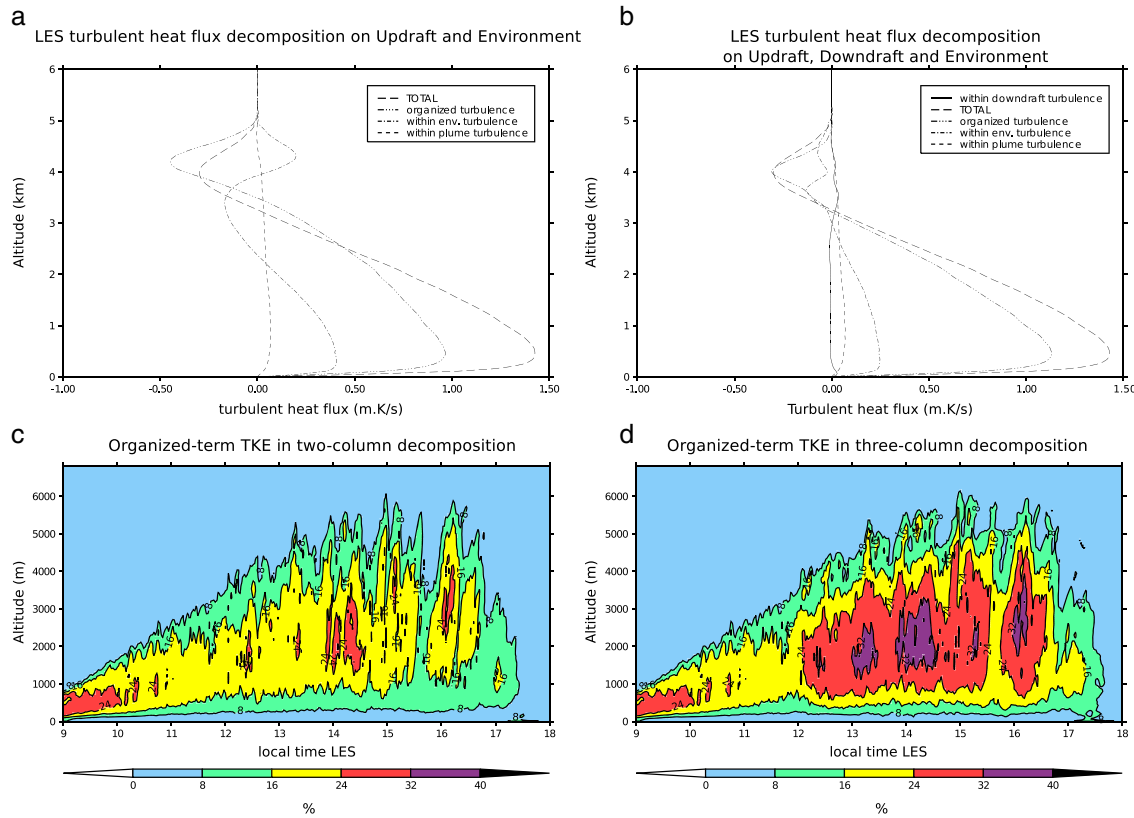 a
LES turbulent heat flux decomposition on Updraft and Environment
6
5
4
3
2
1
0
Altitude (km)
TOTAL
organized turbulence
within env. turbulence
within plume turbulence
-1.00 -0.50 0.00 0.50 1.00 1.50
turbulent heat flux (m.K/s)
b
LES turbulent heat flux decomposition
on Updraft, Downdraft and Environment
6
5
4
3
2
1
0
Altitude (km)
within downdraft turbulence
TOTAL
organized turbulence
within env. turbulence
within plume turbulence
-1.00 -0.50 0.00 0.50 1.00 1.50
Turbulent heat flux (m.K/s)
c
Organized-term TKE in two-column decomposition
6000
5000
4000
3000
2000
1000
0
Altitude (m)
9 10 11 12 13 14 15 16 17 18
local time LES
0 8 16 24 32 40
%
d
Organized-term TKE in three-column decomposition
6000
5000
4000
3000
2000
1000
0
Altitude (m)
9 10 11 12 13 14 15 16 17 18
local time LES
0 8 16 24 32 40
%